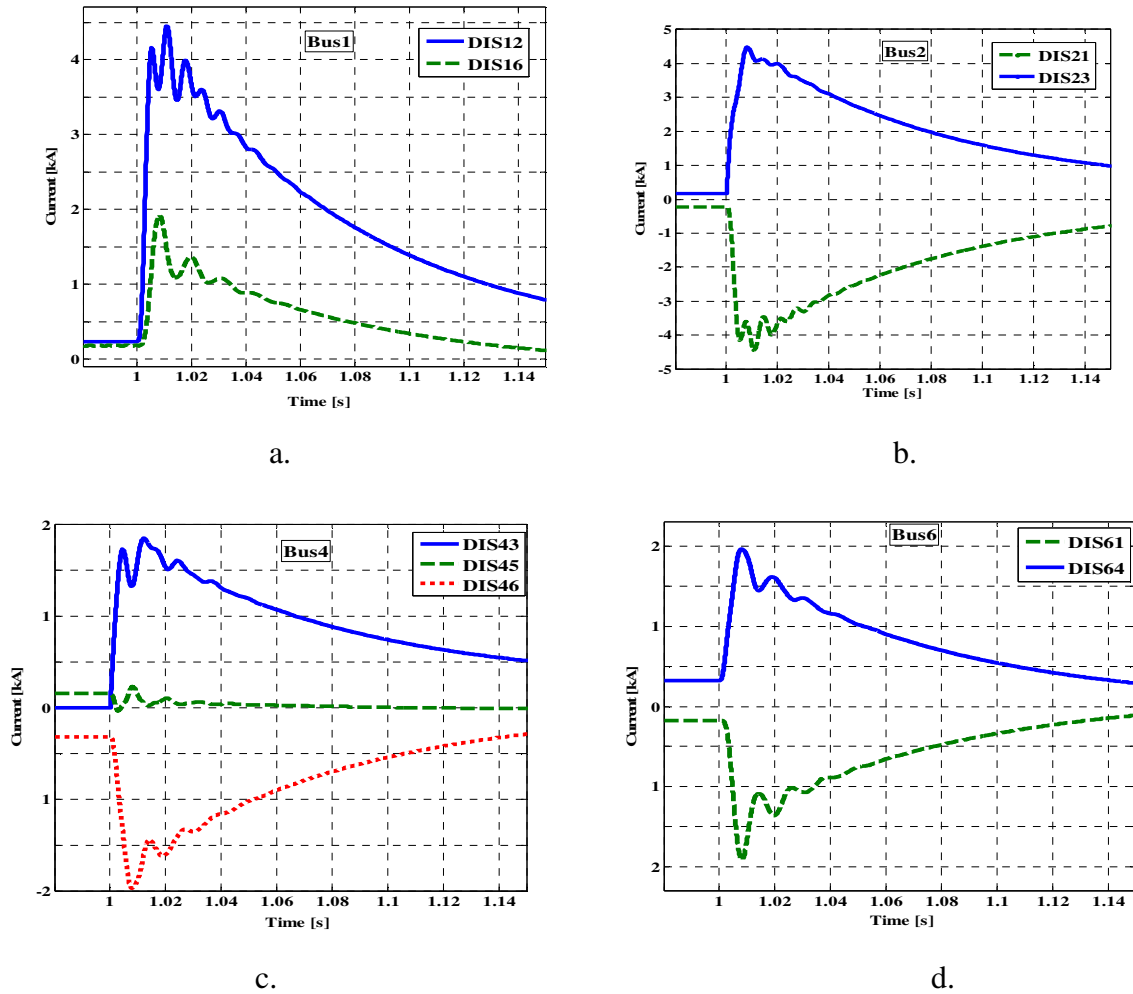 Bus1
DIS12
DIS16
Current [kA]
4
3
2
1
0
1 1.02 1.04 1.06 1.08 1.1 1.12 1.14
Time [s]
a.
Bus2
DIS21
DIS23
Current [kA]
5
4
3
2
1
0
-1
-2
-3
-4
-5
1 1.02 1.04 1.06 1.08 1.1 1.12 1.14
Time [s]
b.
Bus4
DIS43
DIS45
DIS46
Current [kA]
2
1
0
1
-2
1 1.02 1.04 1.06 1.08 1.1 1.12 1.14
Time [s]
c.
Bus6
DIS61
DIS64
Current [kA]
2
1
0
1
2
1 1.02 1.04 1.06 1.08 1.1 1.12 1.14
Time [s]
d.